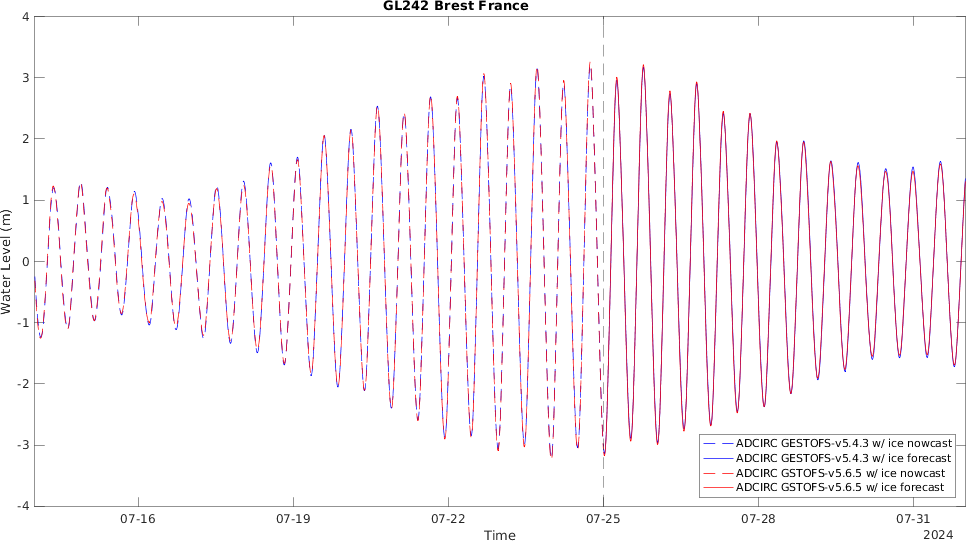 GL242 Brest France
4
3
2
1
0
-1
-2
-3
-4
Water Level (m)
07-16
07-19
07-22
07-25
07-28
07-31
Time
2024
ADCIRC GESTOFS-v5.4.3 w/ ice nowcast
ADCIRC GESTOFS-v5.4.3 w/ ice forecast
ADCIRC GSTOFS-v5.6.5 w/ ice nowcast
ADCIRC GSTOFS-v5.6.5 w/ ice forecast